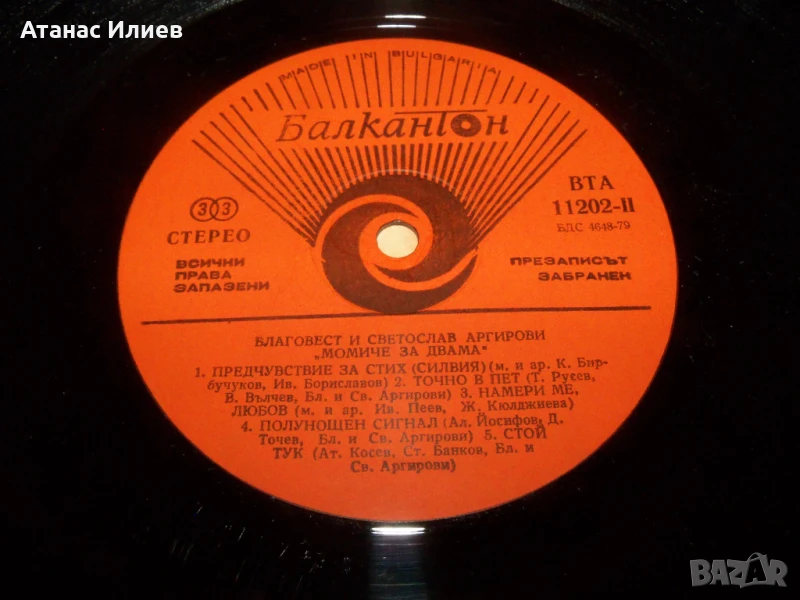 Атанас Илиев
MADE IN BULGARIA
Балкантон
33
СТЕРЕО
ВТА
11202-II
БДС 4648-79
ВСИЧКИ
ПРАВА
ЗАПАЗЕНИ
ПРЕЗАПИСЪТ
ЗАБРАНЕН
БЛАГОВЕСТ И СВЕТОСЛАВ АРГИРОВИ
„МОМИЧЕ ЗА ДВАМА“
1. ПРЕДЧУВСТВИЕ ЗА СТИХ (СИЛВИЯ) (м. и ар. К. Бир-
бучуков, Ив. Бориславов) 2. ТОЧНО В ПЕТ (Т. Русев,
В. Вълчев, Бл. и Св. Аргирови) 3. НАМЕРИ МЕ,
ЛЮБОВ (м. и ар. Ив. Пеев, Ж. Кюлджиева)
4. ПОЛУНОЩЕН СИГНАЛ (Ал. Йосифов, Д.
Точев, Бл. и Св. Аргирови) 5. СТОЙ
ТУК (Ат. Косев, Ст. Банков, Бл. и
Св. Аргирови)
BAZAR